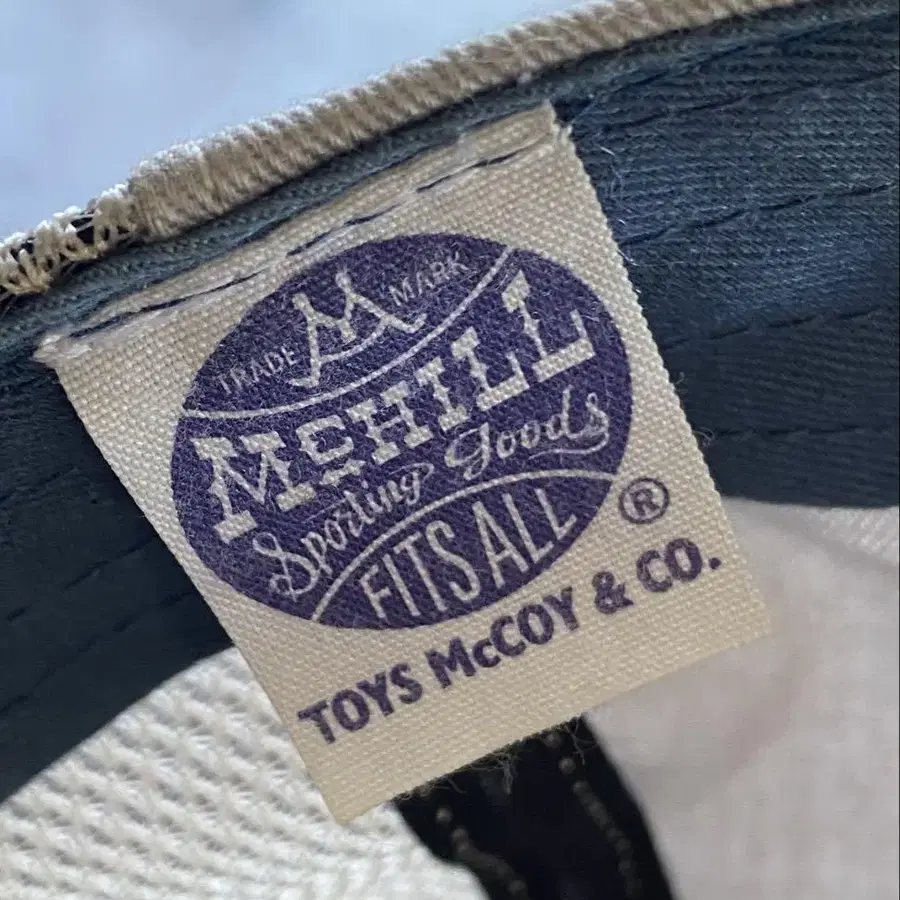 TRADE MARK
McHILL
Sporting Goods
FITS ALL
®
TOYS McCOY & CO.